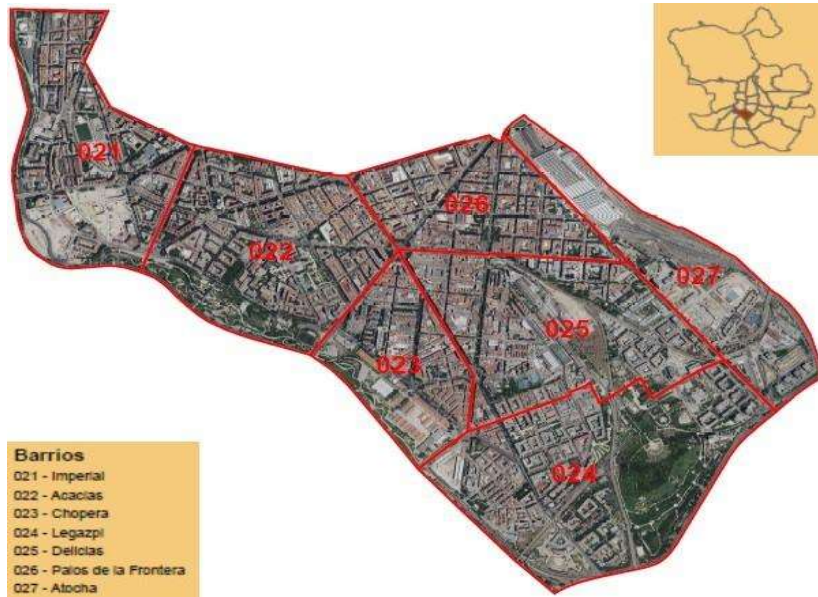 021
022
026
027
025
023
024
Barrios
021 - Imperial
022 - Acacias
023 - Chopera
024 - Legazpi
025 - Delicias
026 - Palos de la Frontera
027 - Atocha